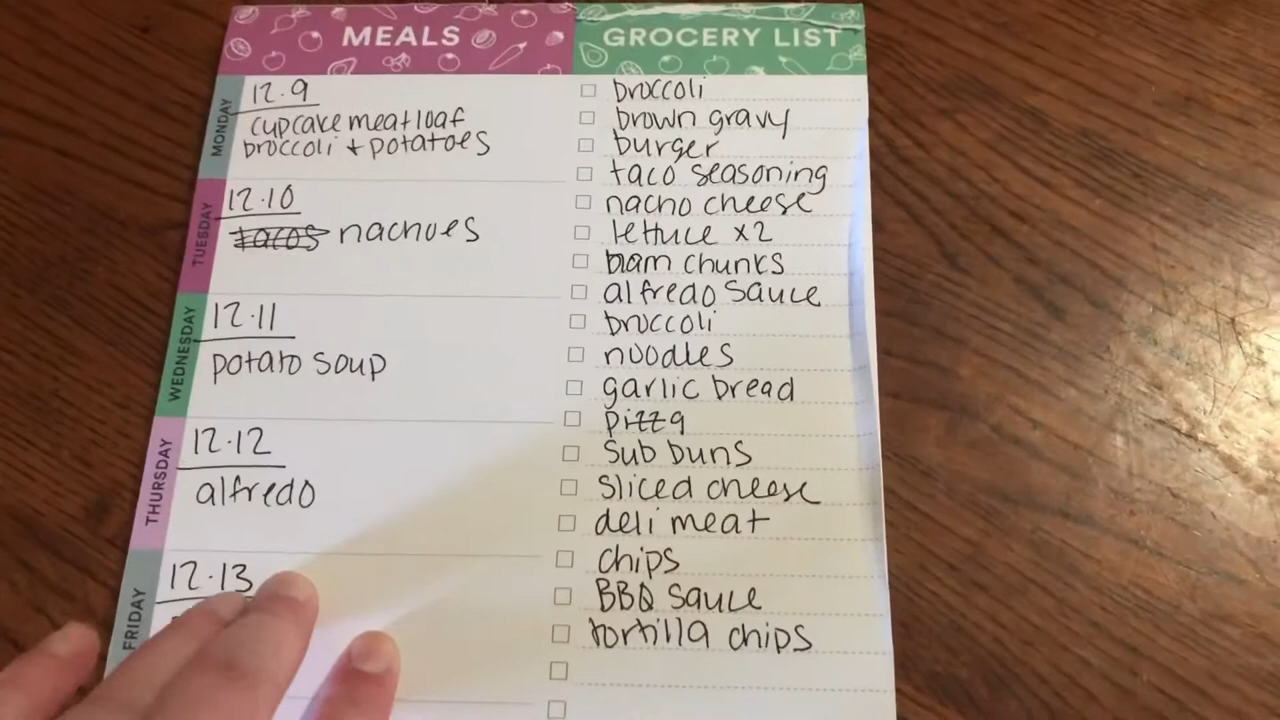 MEALS
MONDAY
12.9
cupcake meatloaf
broccoli + potatoes
TUESDAY
12.10
tacos nachoes
WEDNESDAY
12.11
potato soup
THURSDAY
12.12
alfredo
FRIDAY
12.13
GROCERY LIST
broccoli
brown gravy
burger
taco seasoning
nacho cheese
lettuce x2
ham chunks
alfredo sauce
broccoli
noodles
garlic bread
pizza
sub buns
sliced cheese
deli meat
chips
BBQ sauce
tortilla chips